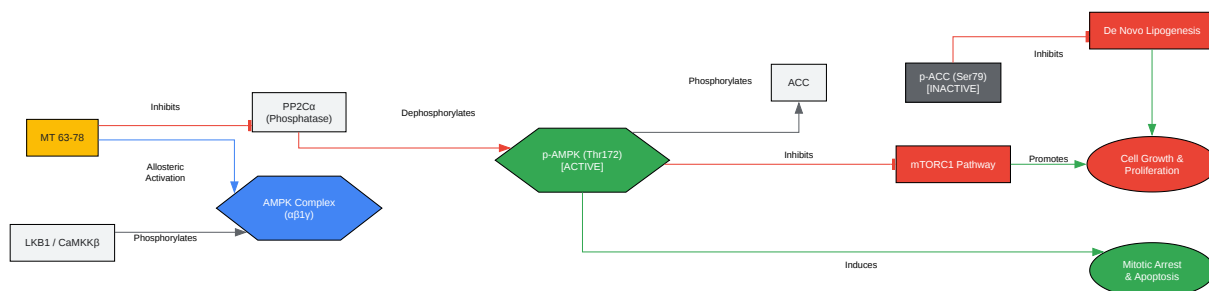 MT 63-78
Inhibits
PP2Cα
(Phosphatase)
Allosteric
Activation
AMPK Complex
(αβ1γ)
LKB1 / CaMKKβ
Phosphorylates
Dephosphorylates
p-AMPK (Thr172)
[ACTIVE]
Phosphorylates
ACC
p-ACC (Ser79)
[INACTIVE]
Inhibits
De Novo Lipogenesis
Inhibits
mTORC1 Pathway
Promotes
Cell Growth &
Proliferation
Induces
Mitotic Arrest
& Apoptosis